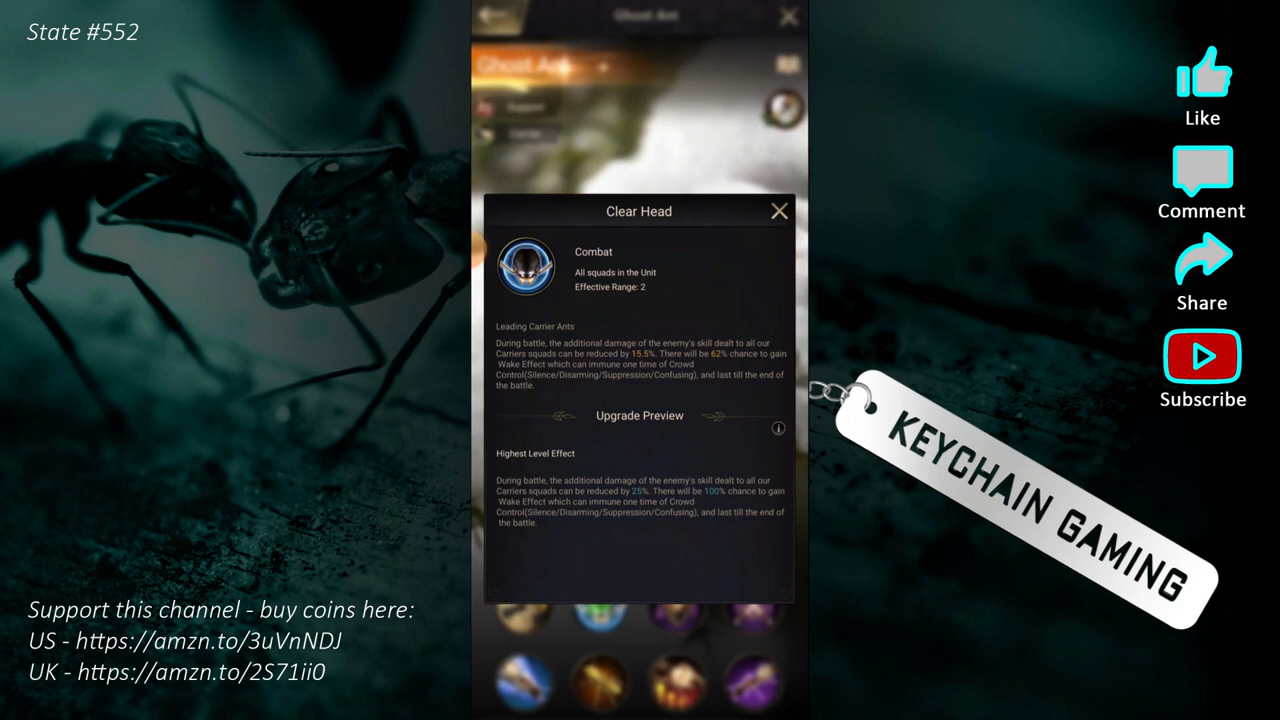 State #552
Ghost Ant
Ghost Ant
Support
Carrier
Clear Head
Combat
All squads in the Unit
Effective Range: 2
Leading Carrier Ants
During battle, the additional damage of the enemy's skill dealt to all our
Carriers squads can be reduced by 15.5%. There will be 62% chance to gain
Wake Effect which can immune one time of Crowd
Control(Silence/Disarming/Suppression/Confusing), and last till the end of
the battle.
Upgrade Preview
Highest Level Effect
During battle, the additional damage of the enemy's skill dealt to all our
Carriers squads can be reduced by 25%. There will be 100% chance to gain
Wake Effect which can immune one time of Crowd
Control(Silence/Disarming/Suppression/Confusing), and last till the end of
the battle.
Like
Comment
Share
Subscribe
KEYCHAIN GAMING
Support this channel - buy coins here:
US - https://amzn.to/3uVnNDJ
UK - https://amzn.to/2S71ii0